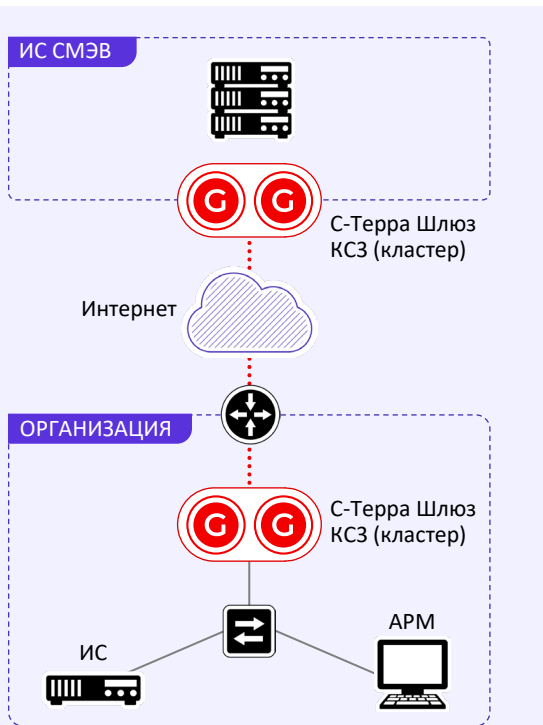 ИС СМЭВ
G G
С-Терра Шлюз
КС3 (кластер)
Интернет
ОРГАНИЗАЦИЯ
G G
С-Терра Шлюз
КС3 (кластер)
АРМ
ИС